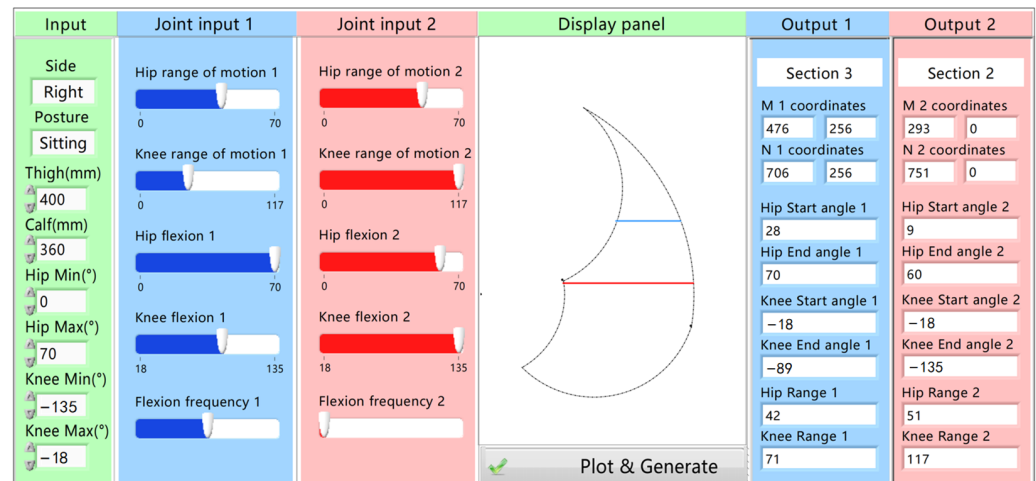 Input
Side
Right
Posture
Sitting
Thigh(mm)
400
Calf(mm)
360
Hip Min(°)
0
Hip Max(°)
70
Knee Min(°)
−135
Knee Max(°)
−18
Joint input 1
Hip range of motion 1
0 70
Knee range of motion 1
0 117
Hip flexion 1
0 70
Knee flexion 1
18 135
Flexion frequency 1
Joint input 2
Hip range of motion 2
0 70
Knee range of motion 2
0 117
Hip flexion 2
0 70
Knee flexion 2
18 135
Flexion frequency 2
Display panel
Plot & Generate
Output 1
Section 3
M 1 coordinates
476 256
N 1 coordinates
706 256
Hip Start angle 1
28
Hip End angle 1
70
Knee Start angle 1
−18
Knee End angle 1
−89
Hip Range 1
42
Knee Range 1
71
Output 2
Section 2
M 2 coordinates
293 0
N 2 coordinates
751 0
Hip Start angle 2
9
Hip End angle 2
60
Knee Start angle 2
−18
Knee End angle 2
−135
Hip Range 2
51
Knee Range 2
117